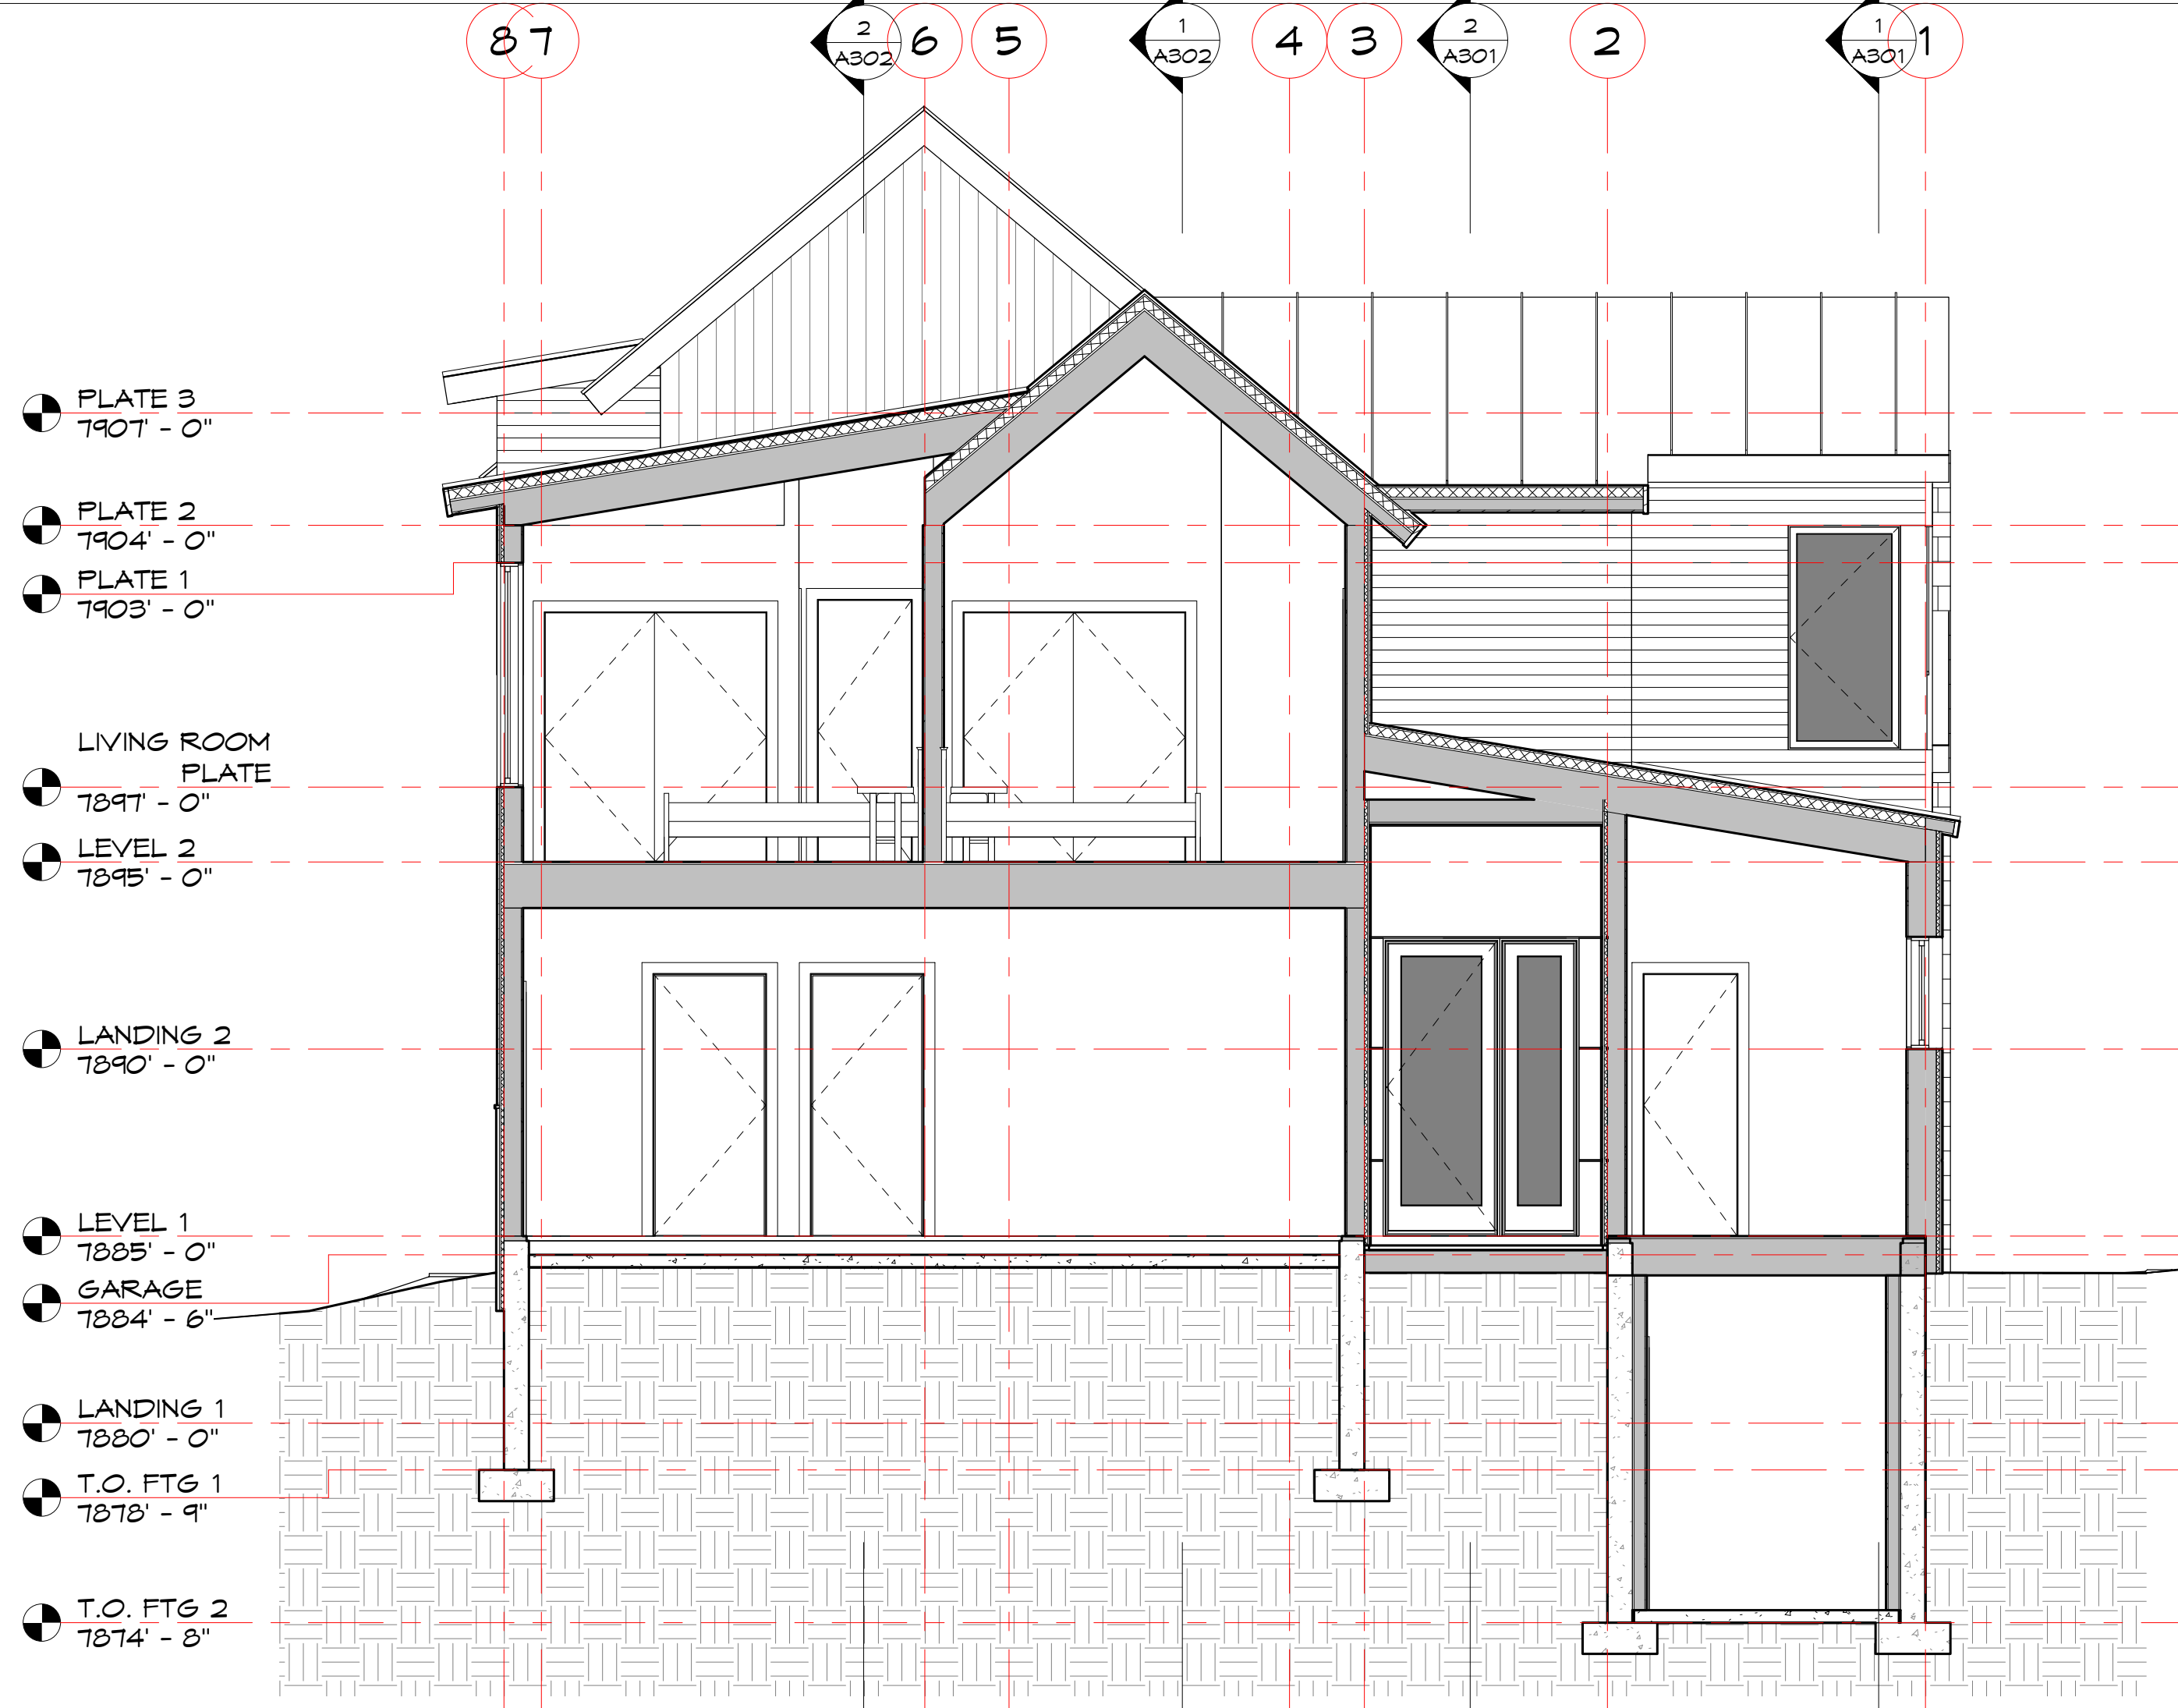 8 7 2 6 5 1 4 3 2 2 1 1
A302 A302 A301 A301
PLATE 3
7907' - 0"
PLATE 2
7904' - 0"
PLATE 1
7903' - 0"
LIVING ROOM
PLATE
7897' - 0"
LEVEL 2
7895' - 0"
LANDING 2
7890' - 0"
LEVEL 1
7885' - 0"
GARAGE
7884' - 6"
LANDING 1
7880' - 0"
T.O. FTG 1
7878' - 9"
T.O. FTG 2
7874' - 8"